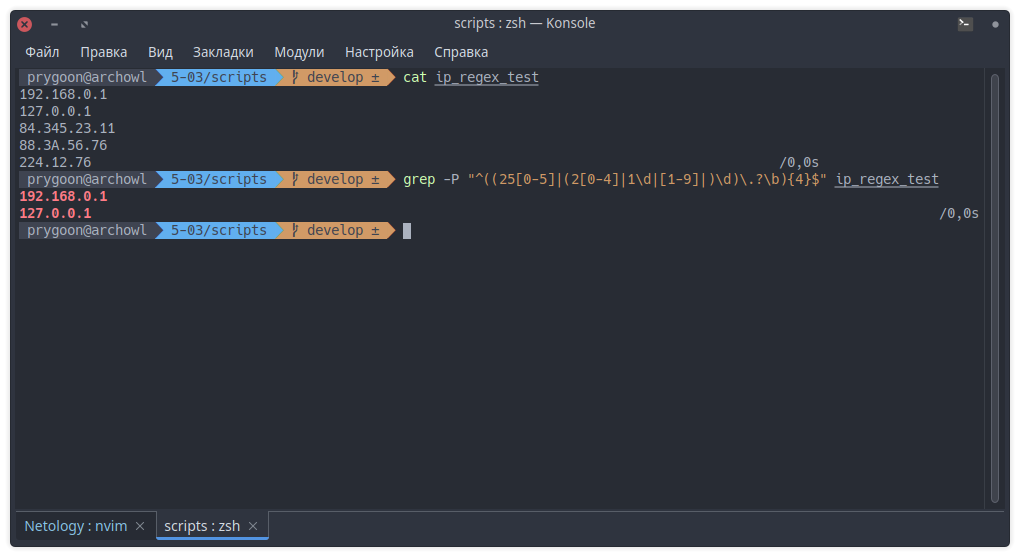 scripts : zsh — Konsole
Файл Правка Вид Закладки Модули Настройка Справка
prygoon@archowl 5-03/scripts develop ± cat ip_regex_test
192.168.0.1
127.0.0.1
84.345.23.11
88.3A.56.76
224.12.76 /0,0s
prygoon@archowl 5-03/scripts develop ± grep -P "^((25[0-5]|(2[0-4]|1\d|[1-9]|)\d)\.?\b){4}$" ip_regex_test
192.168.0.1
127.0.0.1 /0,0s
prygoon@archowl 5-03/scripts develop ±
Netology : nvim × scripts : zsh ×